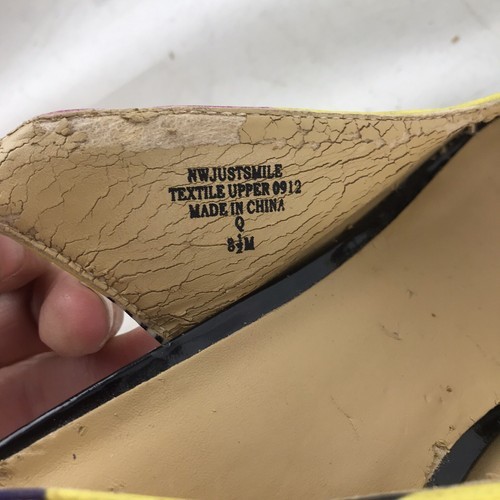 NWJUSTSMILE
TEXTILE UPPER 0912
MADE IN CHINA
Q
8½M